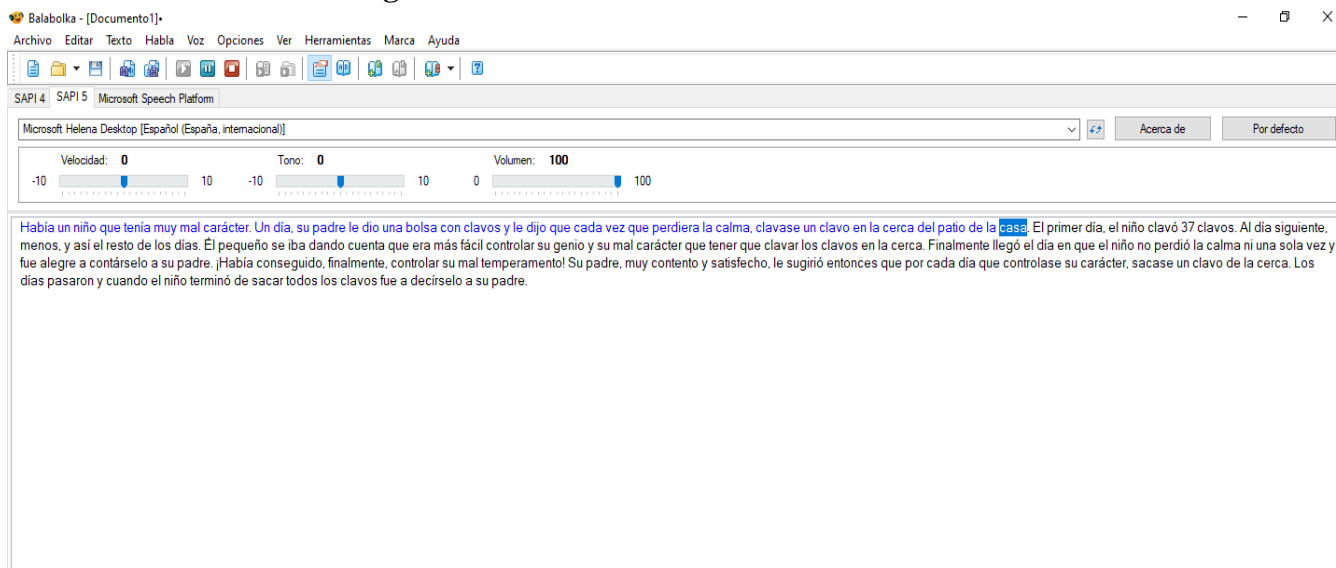 Balabolka - [Documento1]•
Archivo Editar Texto Habla Voz Opciones Ver Herramientas Marca Ayuda
SAPI 4 SAPI 5 Microsoft Speech Platform
Microsoft Helena Desktop [Español (España, internacional)] Acerca de Por defecto
Velocidad: 0 Tono: 0 Volumen: 100
-10 10 -10 10 0 100
Había un niño que tenía muy mal carácter. Un día, su padre le dio una bolsa con clavos y le dijo que cada vez que perdiera la calma, clavase un clavo en la cerca del patio de la casa. El primer día, el niño clavó 37 clavos. Al día siguiente,
menos, y así el resto de los días. Él pequeño se iba dando cuenta que era más fácil controlar su genio y su mal carácter que tener que clavar los clavos en la cerca. Finalmente llegó el día en que el niño no perdió la calma ni una sola vez y
fue alegre a contárselo a su padre. ¡Había conseguido, finalmente, controlar su mal temperamento! Su padre, muy contento y satisfecho, le sugirió entonces que por cada día que controlase su carácter, sacase un clavo de la cerca. Los
días pasaron y cuando el niño terminó de sacar todos los clavos fue a decírselo a su padre.